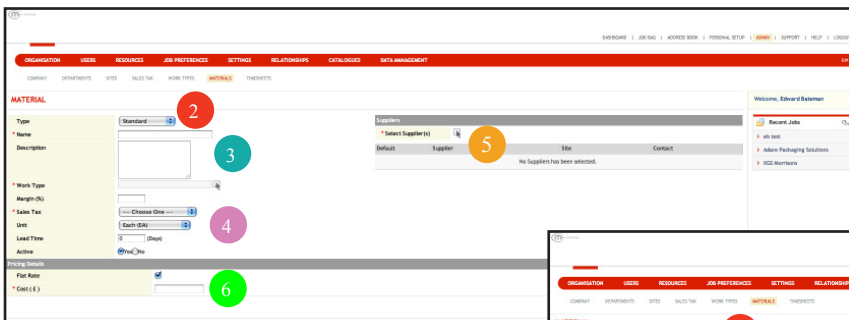 DASHBOARD | JOB BAG | ADDRESS BOOK | PERSONAL SETUP | ADMIN | SUPPORT | HELP | LOGOU
ORGANISATION USERS RESOURCES JOB PREFERENCES SETTINGS RELATIONSHIPS CATALOGUES DATA MANAGEMENT
COMPANY DEPARTMENTS SITES SALES TAX WORK TYPES MATERIALS TIMESHEETS
MATERIAL
Welcome, Edward Bateman
Type Standard 2
* Name
Description 3
* Work Type
Margin (%)
* Sales Tax -- Choose One --
Unit Each (EA) 4
Lead Time 0 (Days)
Active Yes No
Pricing Details
Flat Rate
* Cost ( £ ) 6
Suppliers
* Select Supplier(s) 5
Default Supplier Site Contact
No Suppliers has been selected.
Recent Jobs
eb test
Adare Packaging Solutions
KGS Morrisons
ORGANISATION USERS RESOURCES JOB PREFERENCES SETTINGS RELATIONSHIP
COMPANY DEPARTMENTS SITES SALES TAX WORK TYPES MATERIALS TIMESHEETS